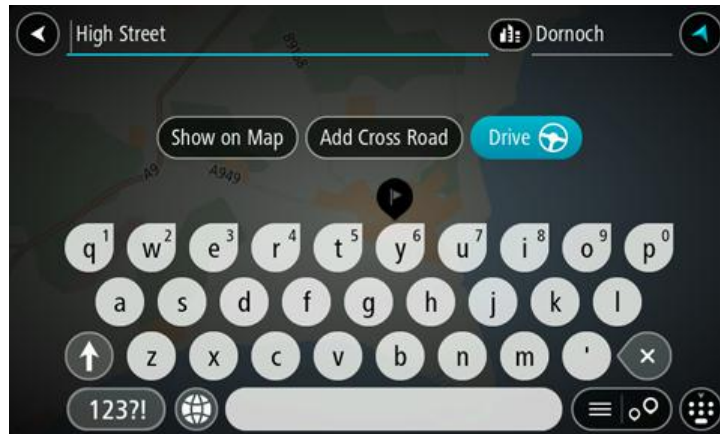 High Street Dornoch
B9168
Show on Map Add Cross Road Drive
A9 A949
q1 w2 e3 r4 t5 y6 u7 i8 o9 p0
a s d f g h j k l
z x c v b n m '
123?!